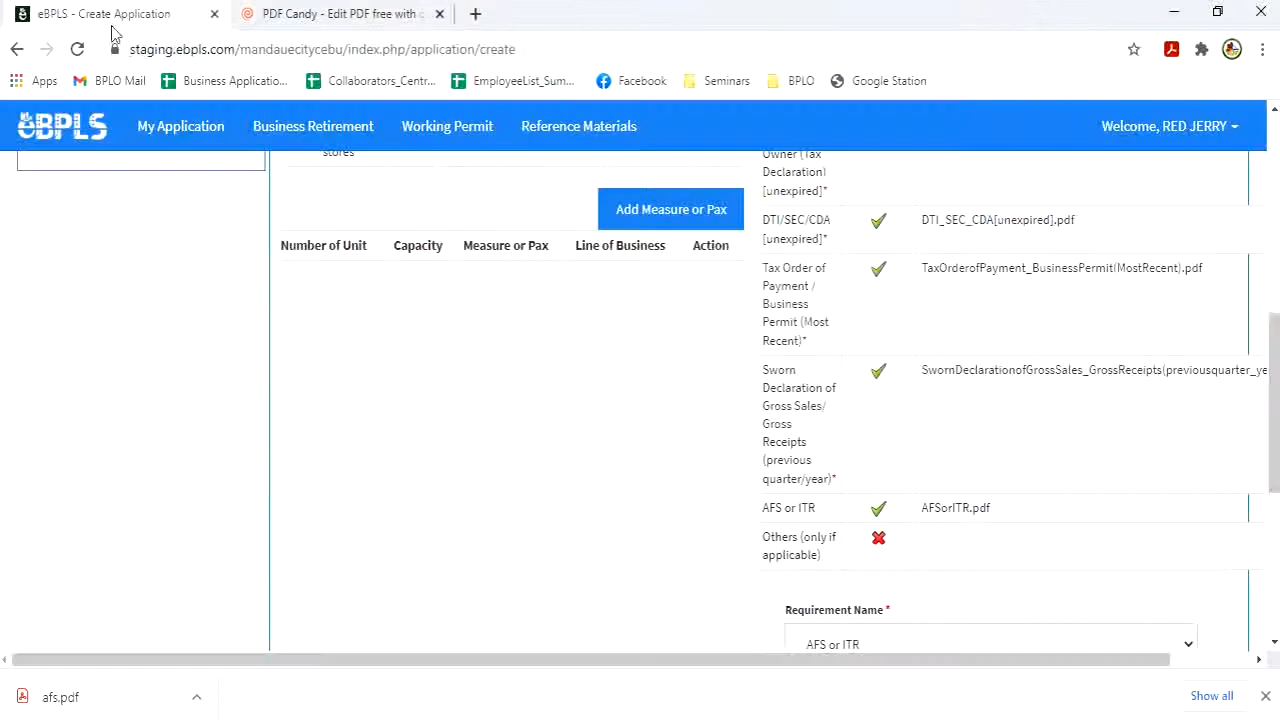 eBPLS - Create Application
PDF Candy - Edit PDF free with
staging.ebpls.com/mandauecitycebu/index.php/application/create
Apps
BPLO Mail
Business Applicatio...
Collaborators_Centr...
EmployeeList_Sum...
Facebook
Seminars
BPLO
Google Station
eBPLS
My Application
Business Retirement
Working Permit
Reference Materials
Welcome, RED JERRY
stores
Add Measure or Pax
Number of Unit
Capacity
Measure or Pax
Line of Business
Action
Owner (Tax
Declaration)
[unexpired]*
DTI/SEC/CDA
[unexpired]*
DTI_SEC_CDA[unexpired].pdf
Tax Order of
Payment /
Business
Permit (Most
Recent)*
TaxOrderofPayment_BusinessPermit(MostRecent).pdf
Sworn
Declaration of
Gross Sales/
Gross
Receipts
(previous
quarter/year)*
SwornDeclarationofGrossSales_GrossReceipts(previousquarter_ye
AFS or ITR
AFSorITR.pdf
Others (only if
applicable)
Requirement Name *
AFS or ITR
afs.pdf
Show all